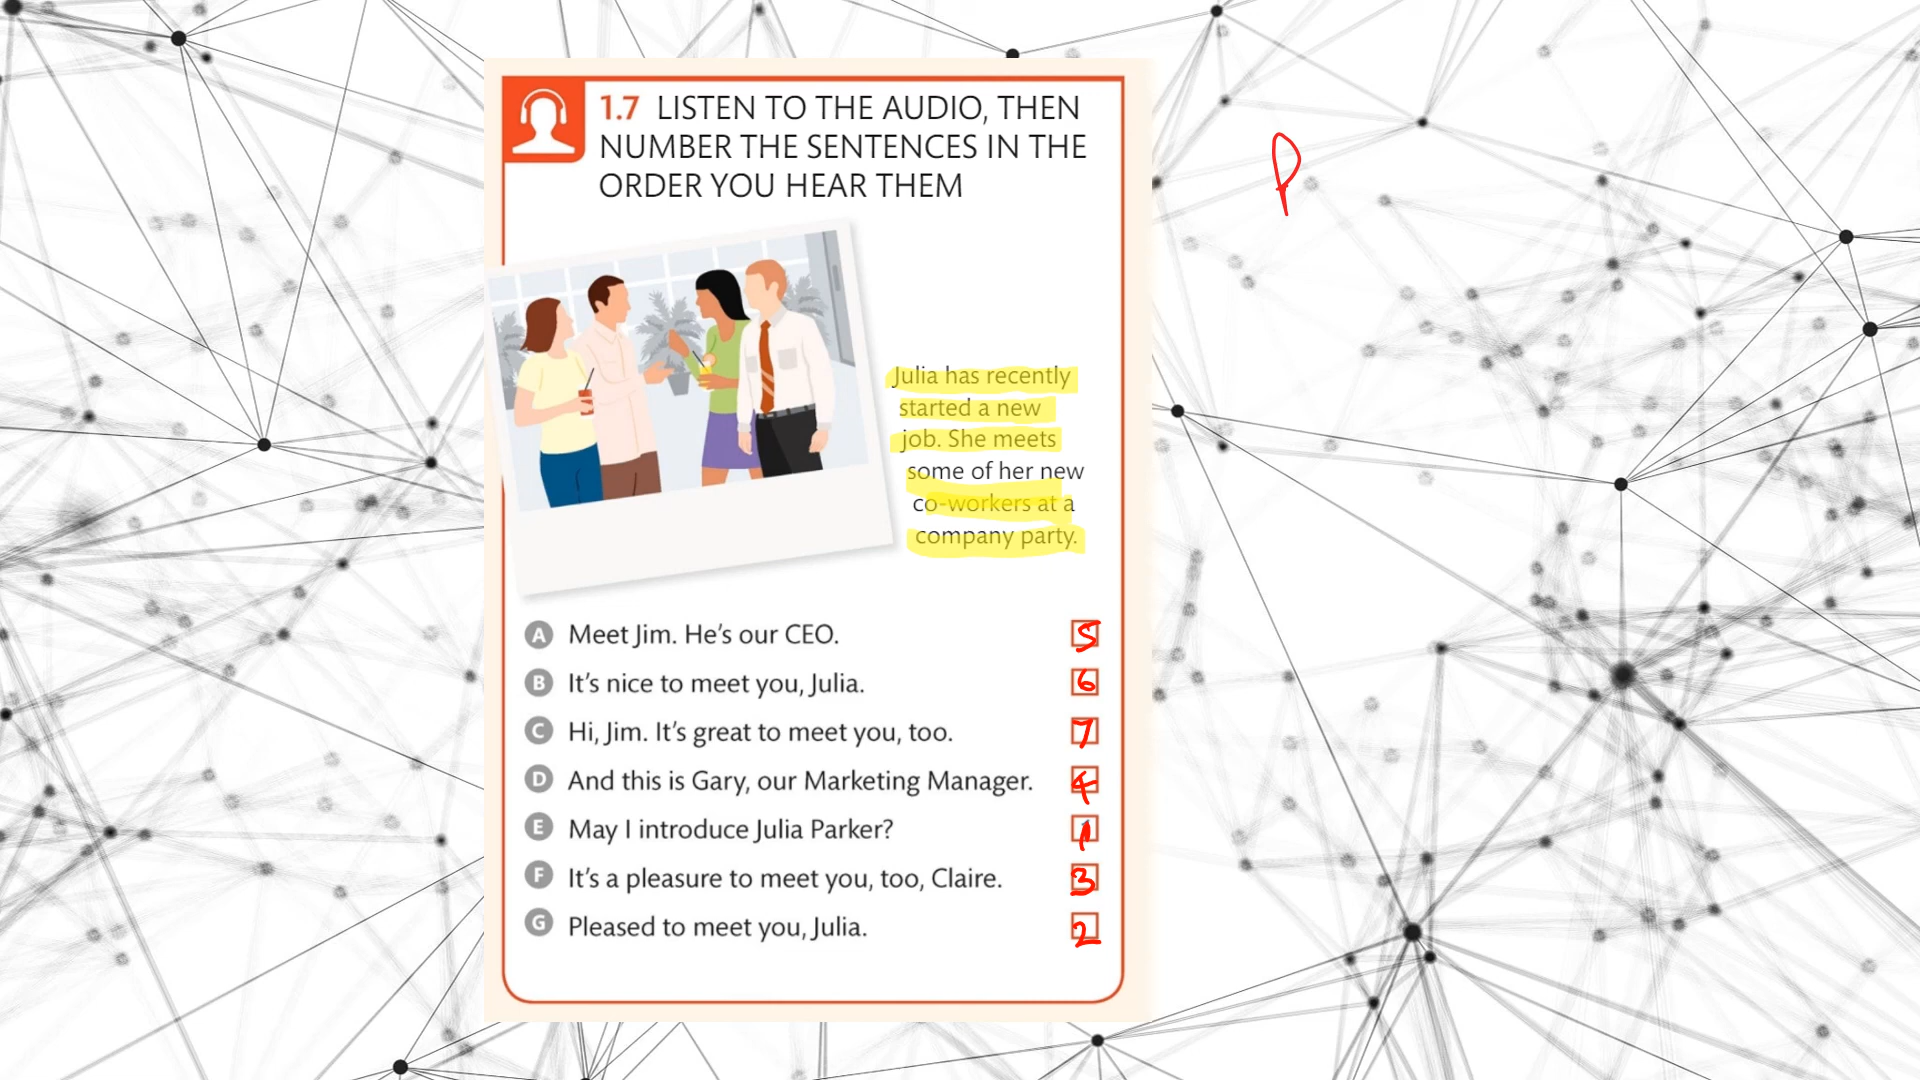 1.7 LISTEN TO THE AUDIO, THEN
NUMBER THE SENTENCES IN THE
ORDER YOU HEAR THEM
P
Julia has recently
started a new
job. She meets
some of her new
co-workers at a
company party.
A Meet Jim. He's our CEO. 5
B It's nice to meet you, Julia. 6
C Hi, Jim. It's great to meet you, too. 7
D And this is Gary, our Marketing Manager. 4
E May I introduce Julia Parker? 1
F It's a pleasure to meet you, too, Claire. 3
G Pleased to meet you, Julia. 2